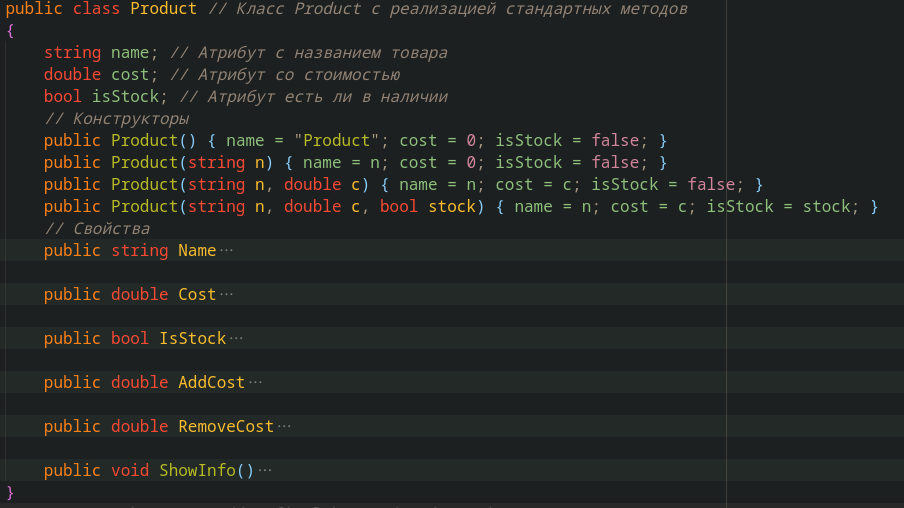 public class Product // Класс Product с реализацией стандартных методов
{
string name; // Атрибут с названием товара
double cost; // Атрибут со стоимостью
bool isStock; // Атрибут есть ли в наличии
// Конструкторы
public Product() { name = "Product"; cost = 0; isStock = false; }
public Product(string n) { name = n; cost = 0; isStock = false; }
public Product(string n, double c) { name = n; cost = c; isStock = false; }
public Product(string n, double c, bool stock) { name = n; cost = c; isStock = stock; }
// Свойства
public string Name···
public double Cost···
public bool IsStock···
public double AddCost···
public double RemoveCost···
public void ShowInfo()···
}